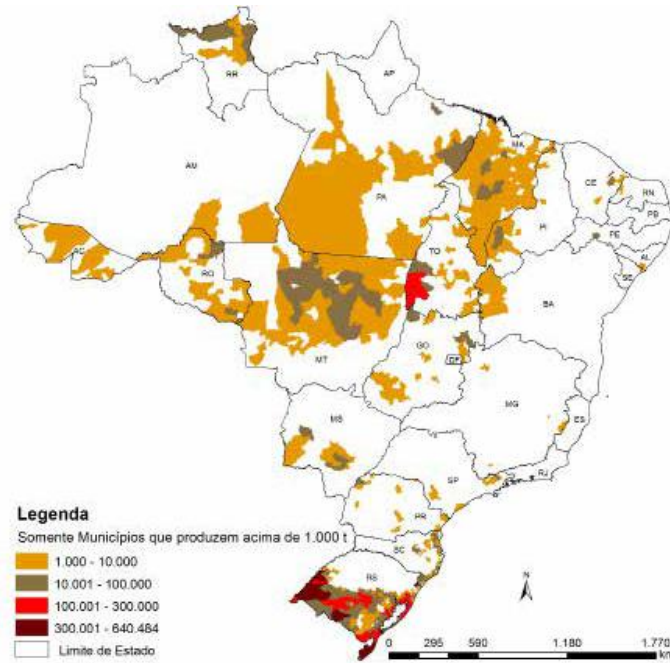 RR
AP
AM
PA
MA
CE
RN
PB
PI
PE
AL
SE
AC
TO
RO
BA
MT
GO
DF
MG
MS
ES
SP
RJ
PR
SC
RS
Legenda
Somente Municípios que produzem acima de 1.000 t
1.000 - 10.000
10.001 - 100.000
100.001 - 300.000
300.001 - 640.484
Limite de Estado
N
0 295 590 1.180 1.770
km